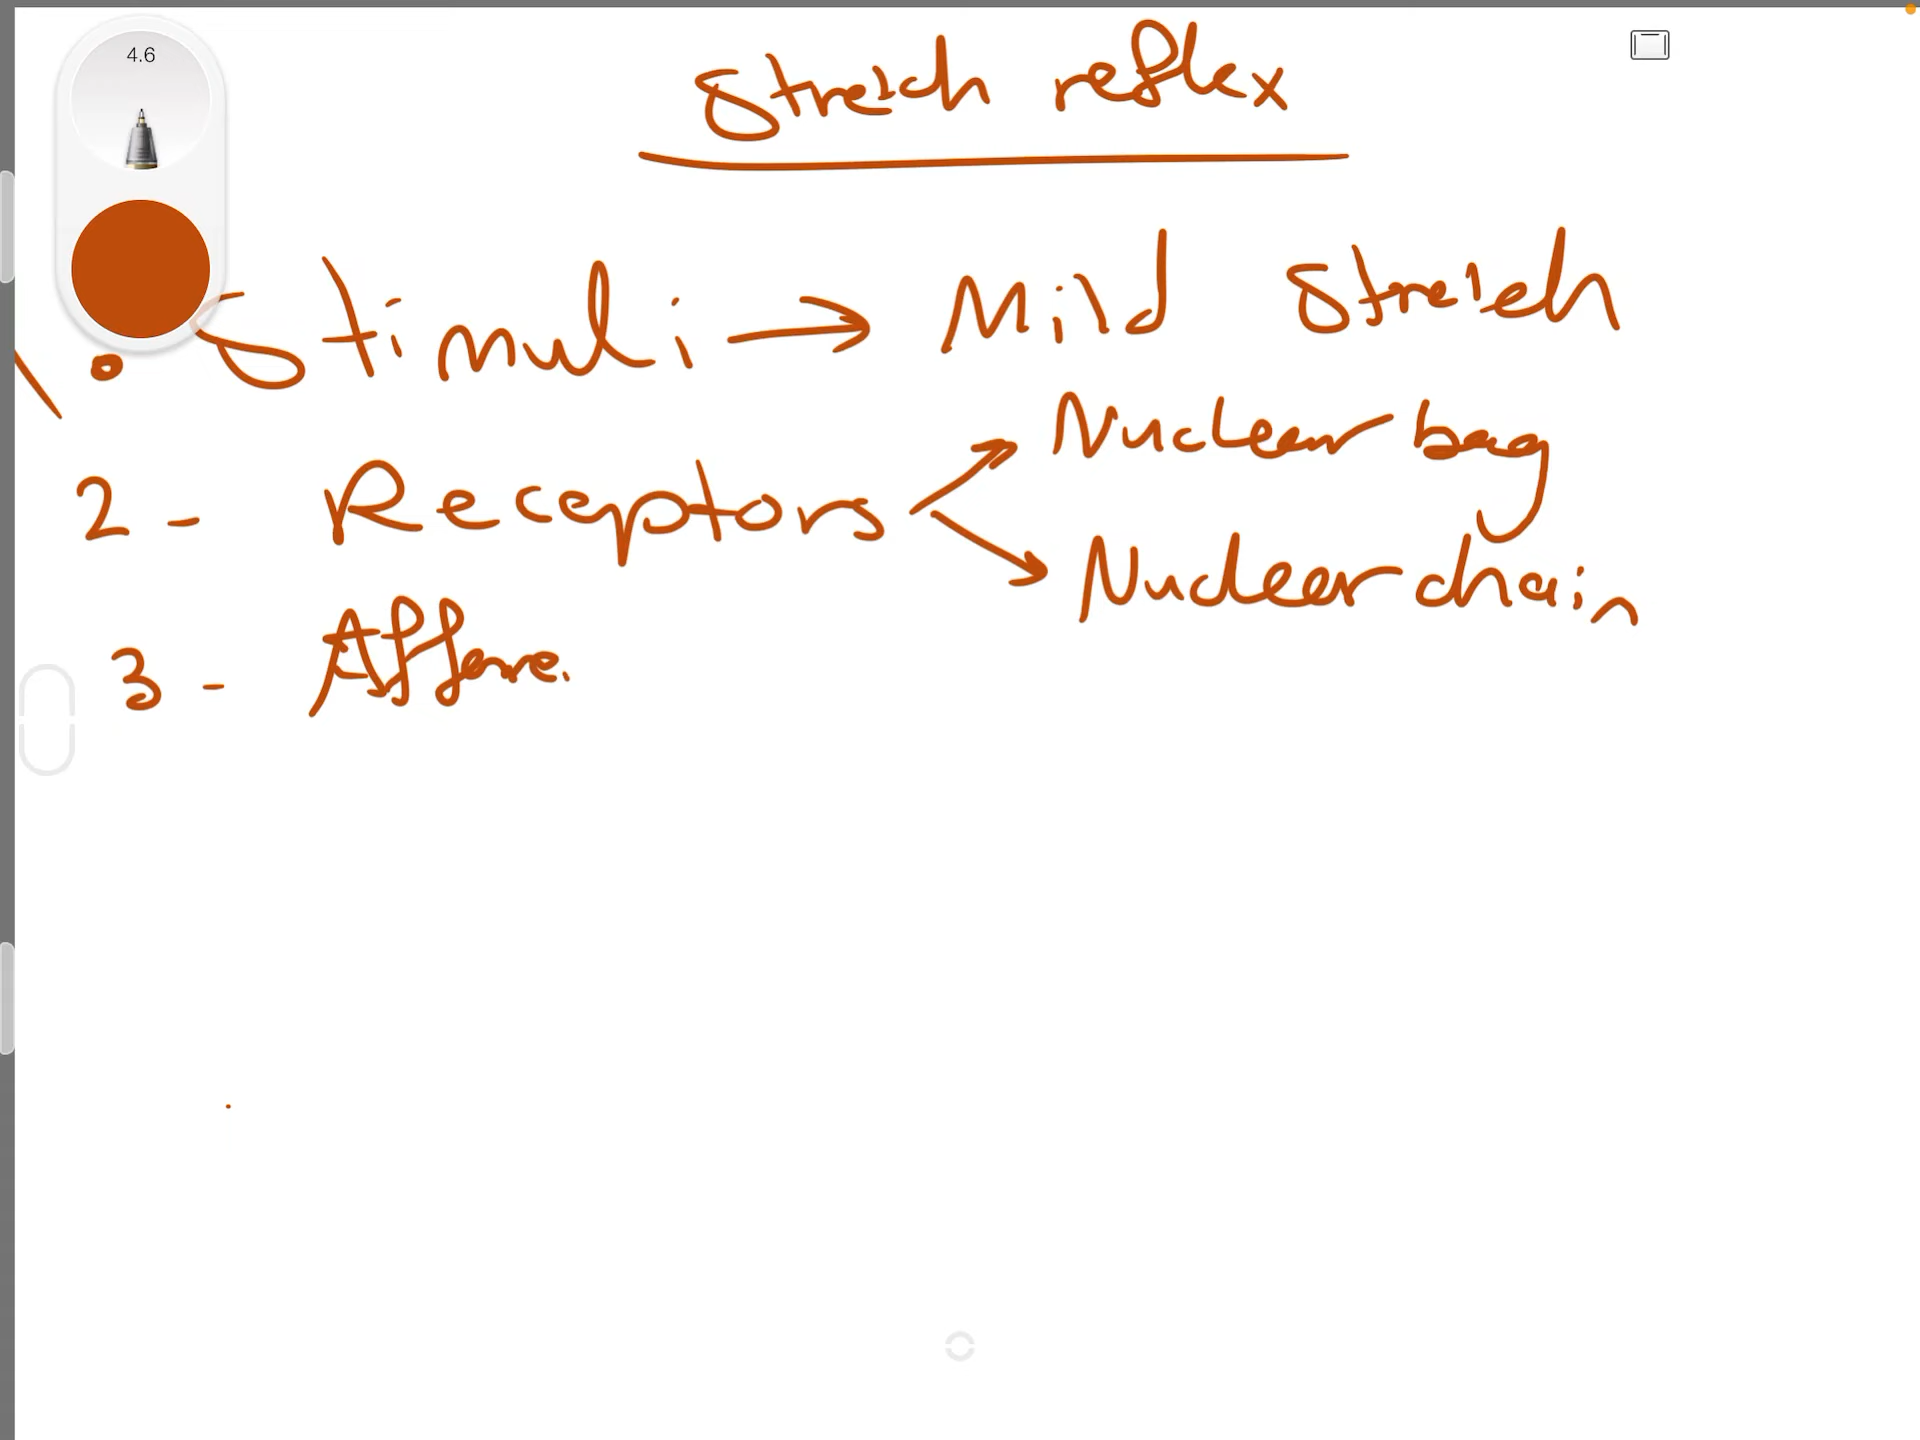 4.6
Stretch reflex
1. Stimuli → Mild Stretch
Nuclear bag
2 - Receptors
Nuclear chain
3 - Affere.